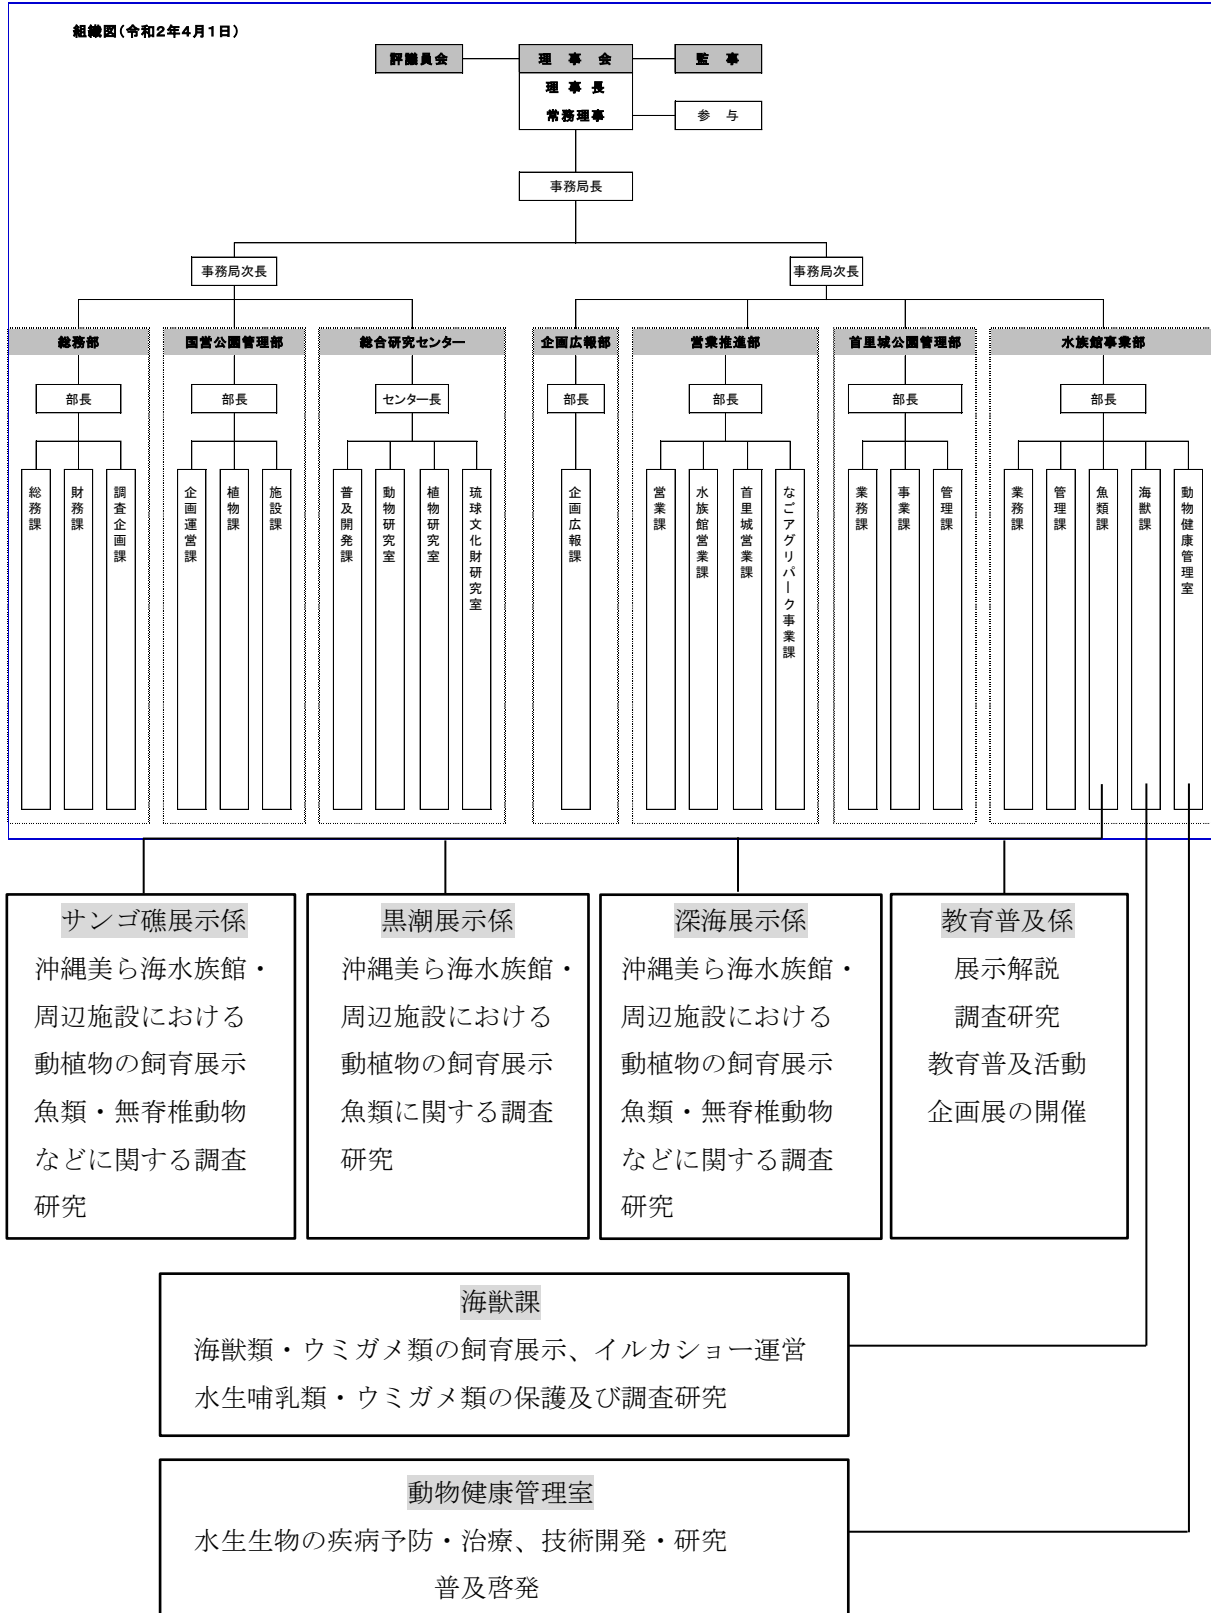 組織図(令和2年4月1日)
評議員会
理 事 会
監 事
理 事 長
常務理事
参 与
事務局長
事務局次長
事務局次長
総務部
国営公園管理部
総合研究センター
企画広報部
営業推進部
首里城公園管理部
水族館事業部
部長
部長
センター長
部長
部長
部長
部長
総務課
財務課
調査企画課
企画運営課
植物課
施設課
普及開発課
動物研究室
植物研究室
琉球文化財研究室
企画広報課
営業課
水族館営業課
首里城営業課
なごアグリパーク事業課
業務課
事業課
管理課
業務課
管理課
魚類課
海獣課
動物健康管理室
サンゴ礁展示係
沖縄美ら海水族館・
周辺施設における
動植物の飼育展示
魚類・無脊椎動物
などに関する調査
研究
黒潮展示係
沖縄美ら海水族館・
周辺施設における
動植物の飼育展示
魚類に関する調査
研究
深海展示係
沖縄美ら海水族館・
周辺施設における
動植物の飼育展示
魚類・無脊椎動物
などに関する調査
研究
教育普及係
展示解説
調査研究
教育普及活動
企画展の開催
海獣課
海獣類・ウミガメ類の飼育展示、イルカショー運営
水生哺乳類・ウミガメ類の保護及び調査研究
動物健康管理室
水生生物の疾病予防・治療、技術開発・研究
普及啓発